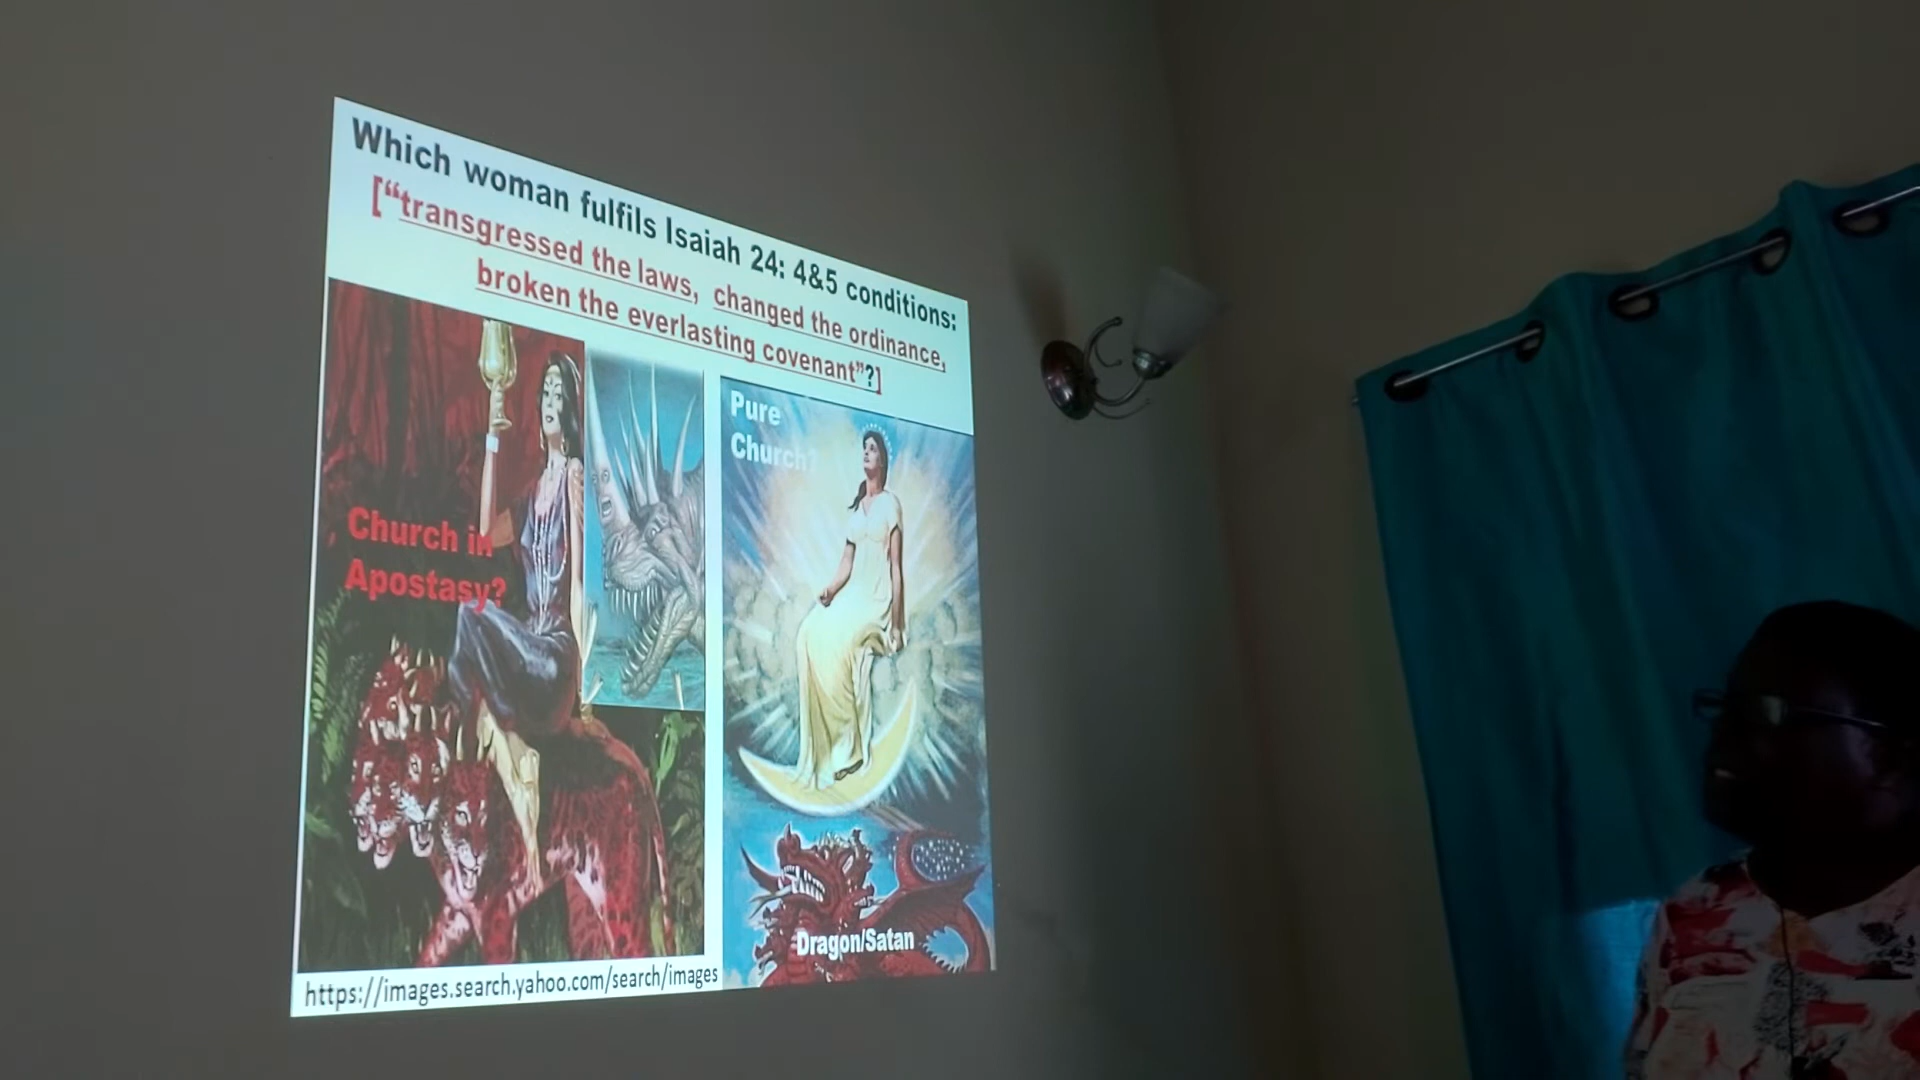 Which woman fulfils Isaiah 24: 4&5 conditions:
[“transgressed the laws, changed the ordinance,
broken the everlasting covenant”?]
Church in
Apostasy?
Pure
Church?
Dragon/Satan
https://images.search.yahoo.com/search/images